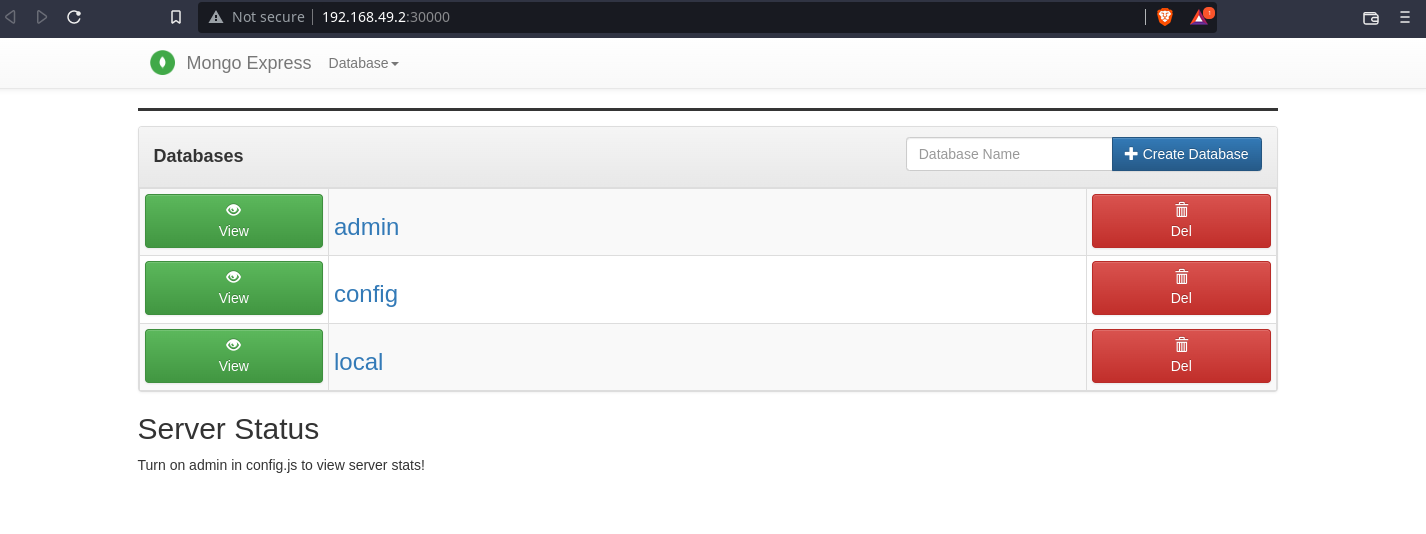 Not secure 192.168.49.2:30000
Mongo Express Database
Databases
Database Name
Create Database
View
admin
Del
View
config
Del
View
local
Del
Server Status
Turn on admin in config.js to view server stats!